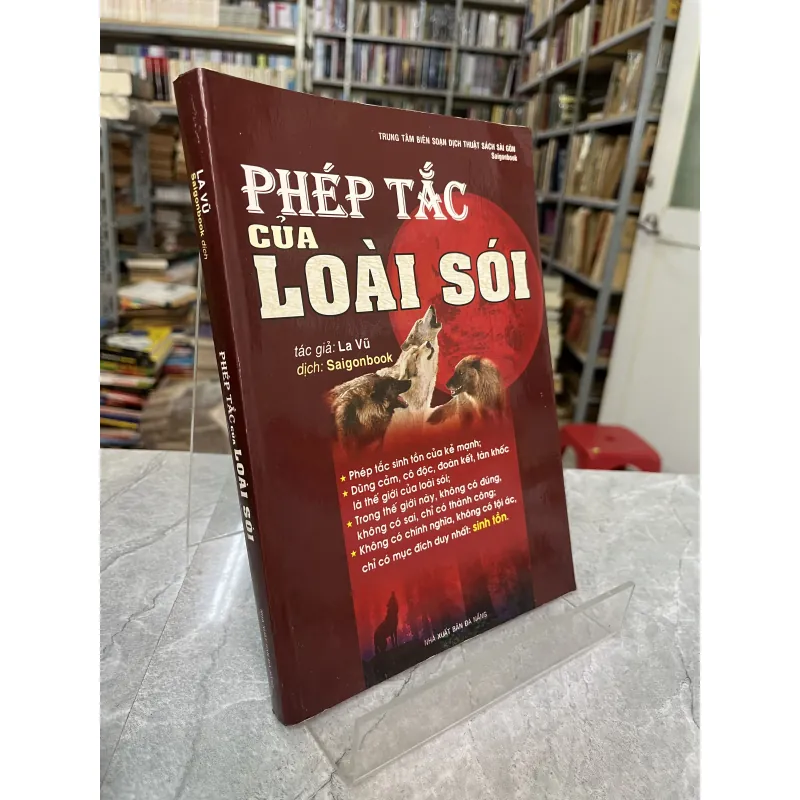 TRUNG TÂM BIÊN SOẠN DỊCH THUẬT SÁCH SÀI GÒN
Saigonbook
PHÉP TẮC
CỦA
LOÀI SÓI
tác giả: La Vũ
dịch: Saigonbook
★ Phép tắc sinh tồn của kẻ mạnh;
★ Dũng cảm, cô độc, đoàn kết, tàn khốc
là thế giới của loài sói;
★ Trong thế giới này, không có đúng,
không có sai, chỉ có thành công;
★ Không có chính nghĩa, không có tội ác,
chỉ có mục đích duy nhất: sinh tồn.
NHÀ XUẤT BẢN ĐÀ NẴNG
LA VŨ
Saigonbook dịch
PHÉP TẮC CỦA LOÀI SÓI